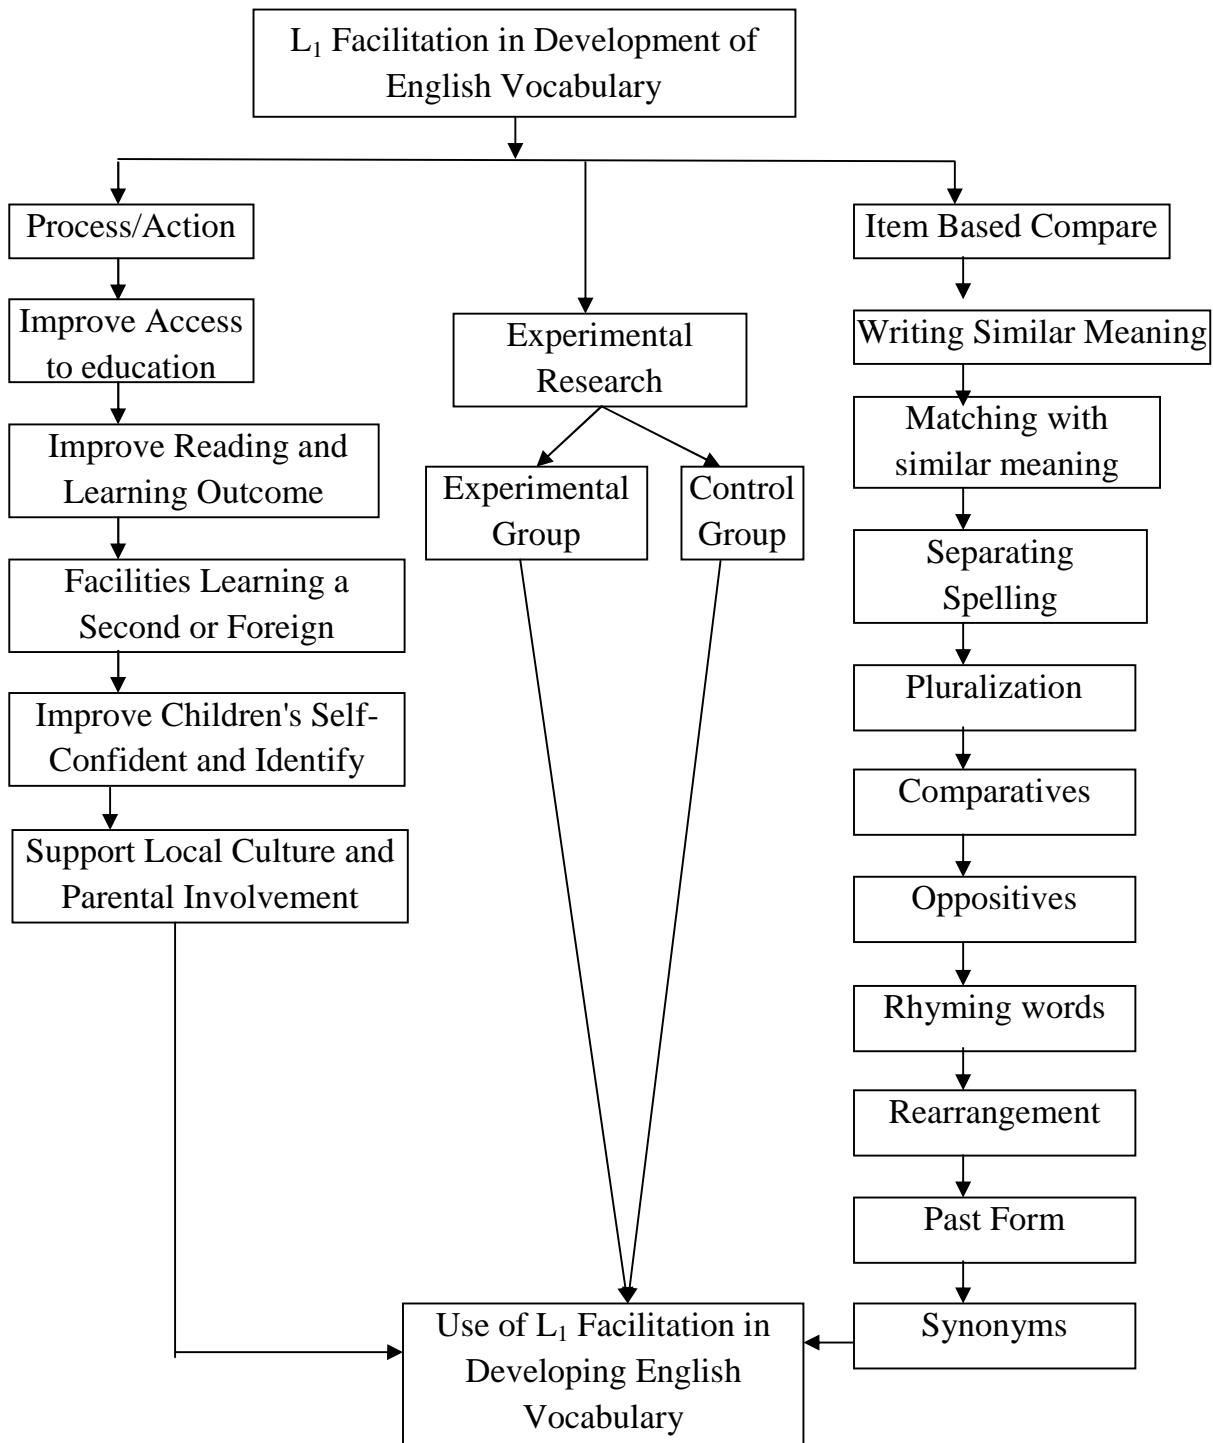 L₁ Facilitation in Development of
English Vocabulary
Process/Action
Improve Access
to education
Improve Reading and
Learning Outcome
Facilities Learning a
Second or Foreign
Improve Children's Self-
Confident and Identify
Support Local Culture and
Parental Involvement
Experimental
Research
Experimental
Group
Control
Group
Item Based Compare
Writing Similar Meaning
Matching with
similar meaning
Separating
Spelling
Pluralization
Comparatives
Oppositives
Rhyming words
Rearrangement
Past Form
Synonyms
Use of L₁ Facilitation in
Developing English
Vocabulary